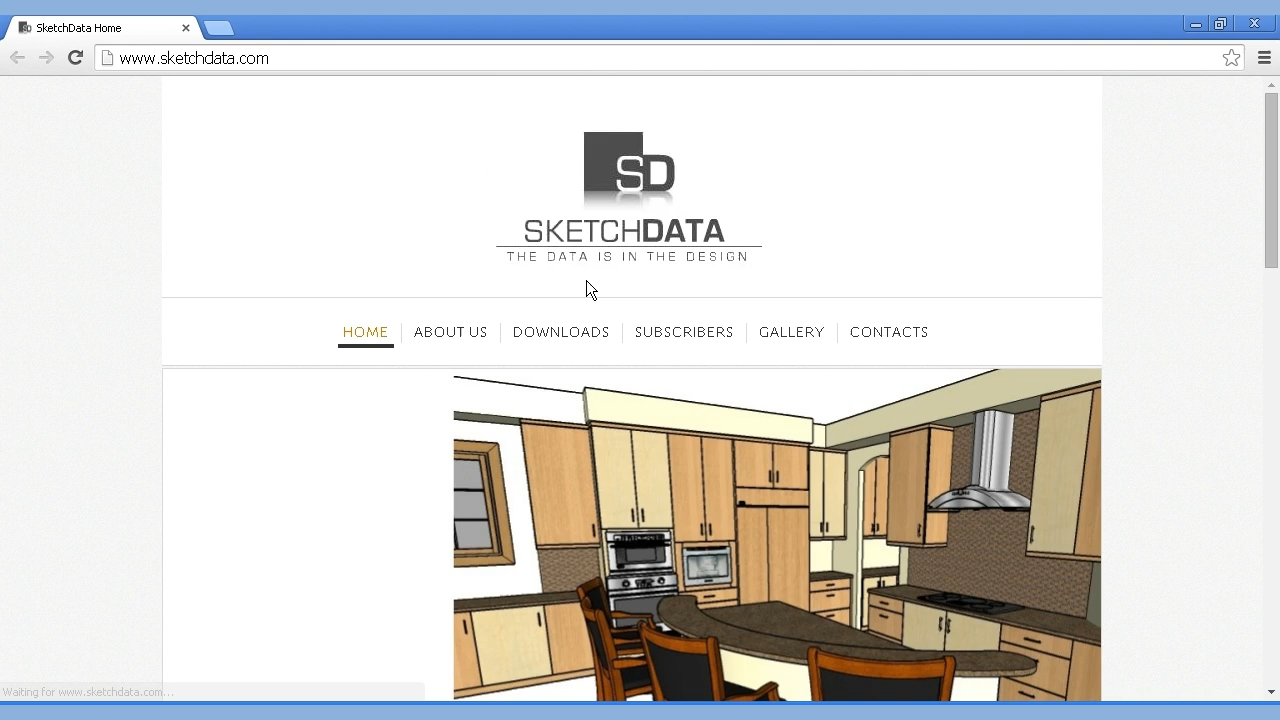 SketchData Home
www.sketchdata.com
SD
SKETCHDATA
THE DATA IS IN THE DESIGN
HOME
ABOUT US
DOWNLOADS
SUBSCRIBERS
GALLERY
CONTACTS
Waiting for www.sketchdata.com...